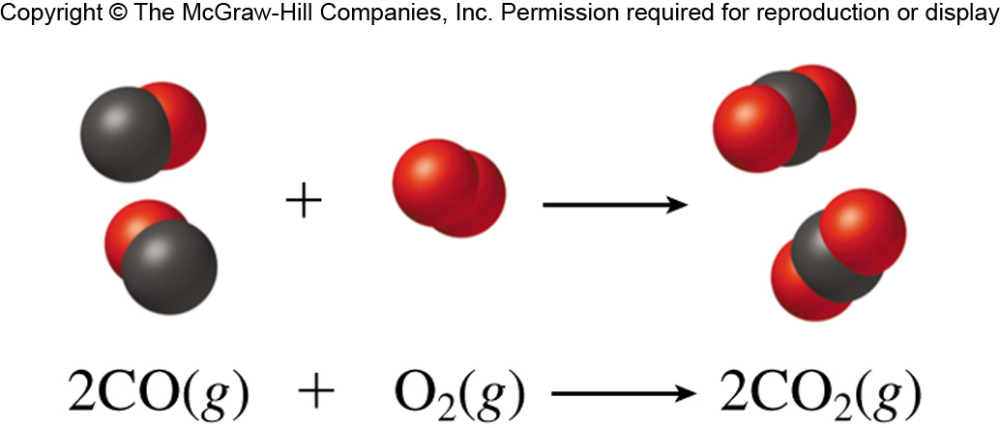 Copyright © The McGraw-Hill Companies, Inc. Permission required for reproduction or display
+
2CO(g) + O₂(g) ⟶ 2CO₂(g)